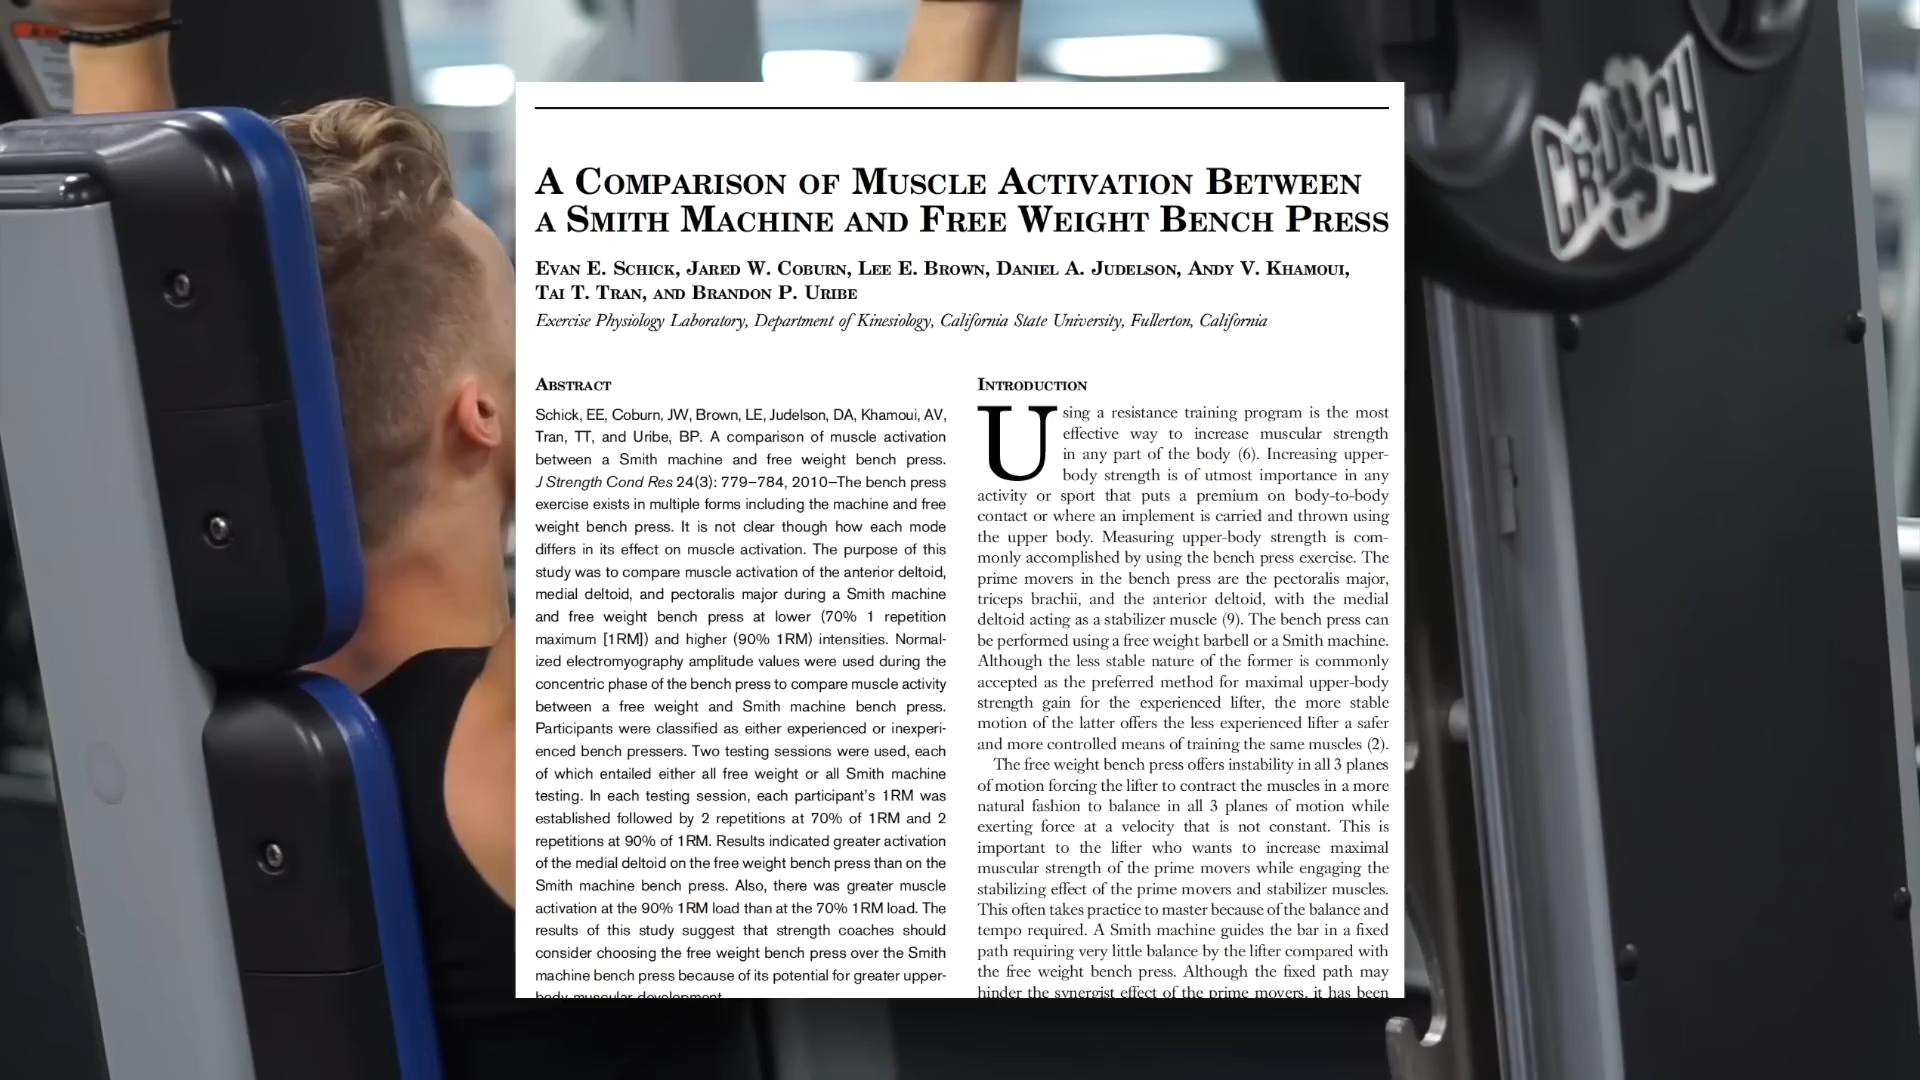 A Comparison of Muscle Activation Between
a Smith Machine and Free Weight Bench Press
Evan E. Schick, Jared W. Coburn, Lee E. Brown, Daniel A. Judelson, Andy V. Khamoui,
Tai T. Tran, and Brandon P. Uribe
Exercise Physiology Laboratory, Department of Kinesiology, California State University, Fullerton, California
Abstract
Schick, EE, Coburn, JW, Brown, LE, Judelson, DA, Khamoui, AV,
Tran, TT, and Uribe, BP. A comparison of muscle activation
between a Smith machine and free weight bench press.
J Strength Cond Res 24(3): 779–784, 2010—The bench press
exercise exists in multiple forms including the machine and free
weight bench press. It is not clear though how each mode
differs in its effect on muscle activation. The purpose of this
study was to compare muscle activation of the anterior deltoid,
medial deltoid, and pectoralis major during a Smith machine
and free weight bench press at lower (70% 1 repetition
maximum [1RM]) and higher (90% 1RM) intensities. Normal-
ized electromyography amplitude values were used during the
concentric phase of the bench press to compare muscle activity
between a free weight and Smith machine bench press.
Participants were classified as either experienced or inexperi-
enced bench pressers. Two testing sessions were used, each
of which entailed either all free weight or all Smith machine
testing. In each testing session, each participant's 1RM was
established followed by 2 repetitions at 70% of 1RM and 2
repetitions at 90% of 1RM. Results indicated greater activation
of the medial deltoid on the free weight bench press than on the
Smith machine bench press. Also, there was greater muscle
activation at the 90% 1RM load than at the 70% 1RM load. The
results of this study suggest that strength coaches should
consider choosing the free weight bench press over the Smith
machine bench press because of its potential for greater upper-
body muscular development.
Introduction
Using a resistance training program is the most
effective way to increase muscular strength
in any part of the body (6). Increasing upper-
body strength is of utmost importance in any
activity or sport that puts a premium on body-to-body
contact or where an implement is carried and thrown using
the upper body. Measuring upper-body strength is com-
monly accomplished by using the bench press exercise. The
prime movers in the bench press are the pectoralis major,
triceps brachii, and the anterior deltoid, with the medial
deltoid acting as a stabilizer muscle (9). The bench press can
be performed using a free weight barbell or a Smith machine.
Although the less stable nature of the former is commonly
accepted as the preferred method for maximal upper-body
strength gain for the experienced lifter, the more stable
motion of the latter offers the less experienced lifter a safer
and more controlled means of training the same muscles (2).
The free weight bench press offers instability in all 3 planes
of motion forcing the lifter to contract the muscles in a more
natural fashion to balance in all 3 planes of motion while
exerting force at a velocity that is not constant. This is
important to the lifter who wants to increase maximal
muscular strength of the prime movers while engaging the
stabilizing effect of the prime movers and stabilizer muscles.
This often takes practice to master because of the balance and
tempo required. A Smith machine guides the bar in a fixed
path requiring very little balance by the lifter compared with
the free weight bench press. Although the fixed path may
hinder the synergist effect of the prime movers, it has been
CRUNCH